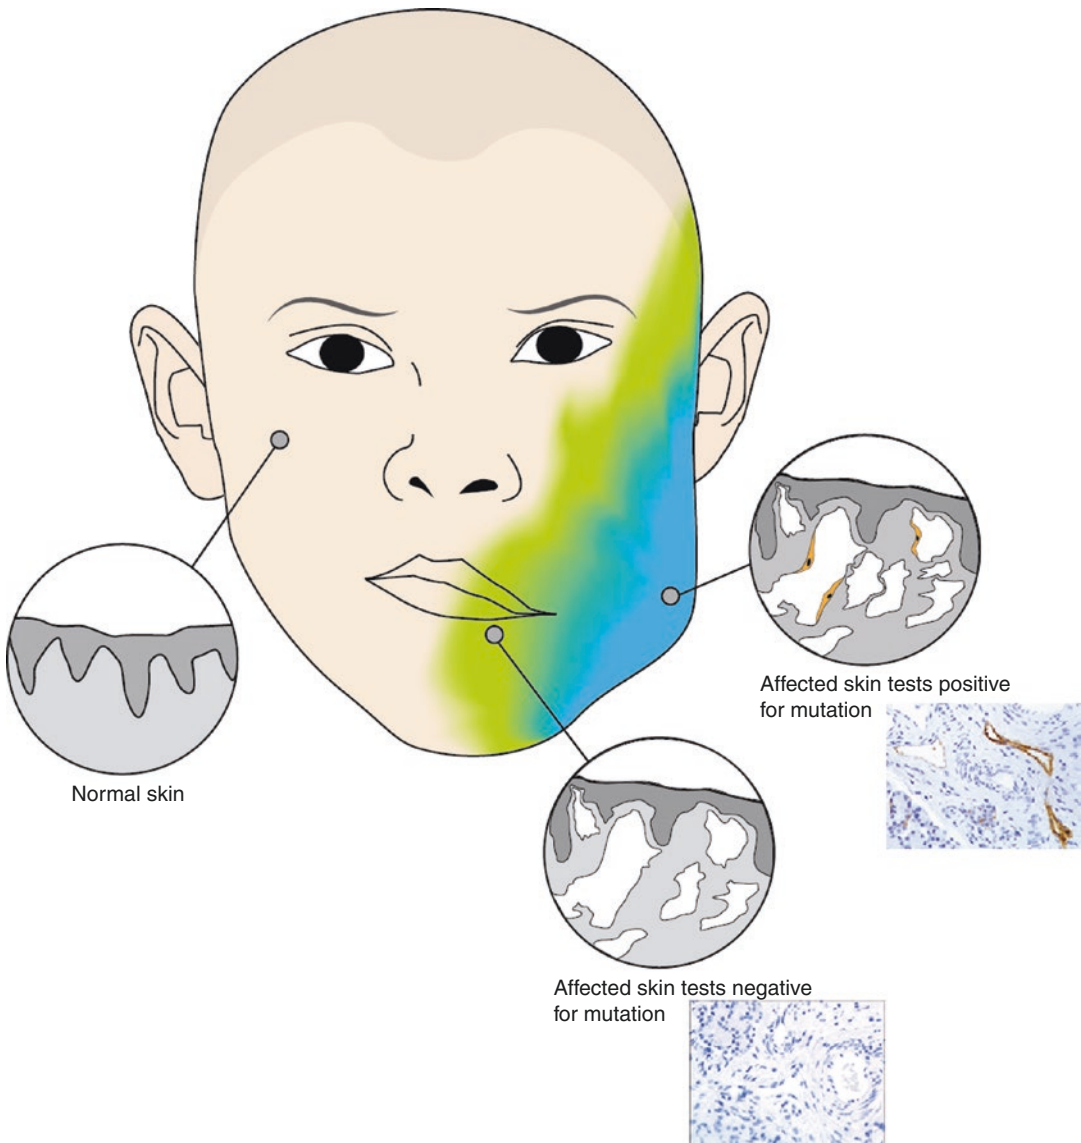 Normal skin
Affected skin tests positive
for mutation
Affected skin tests negative
for mutation